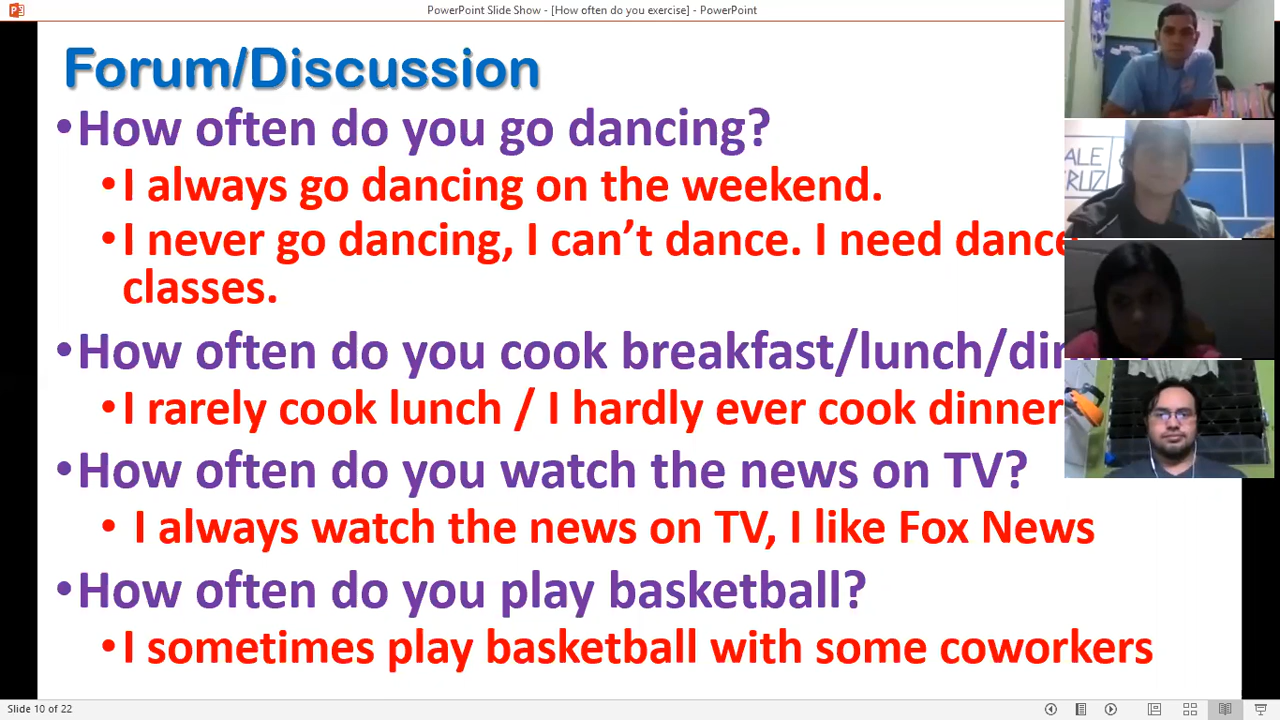 PowerPoint Slide Show - [How often do you exercise] - PowerPoint
Forum/Discussion
•How often do you go dancing?
•I always go dancing on the weekend.
•I never go dancing, I can’t dance. I need dance
classes.
•How often do you cook breakfast/lunch/dinner?
•I rarely cook lunch / I hardly ever cook dinner
•How often do you watch the news on TV?
• I always watch the news on TV, I like Fox News
•How often do you play basketball?
•I sometimes play basketball with some coworkers
ALE
CRUZ
Slide 10 of 22